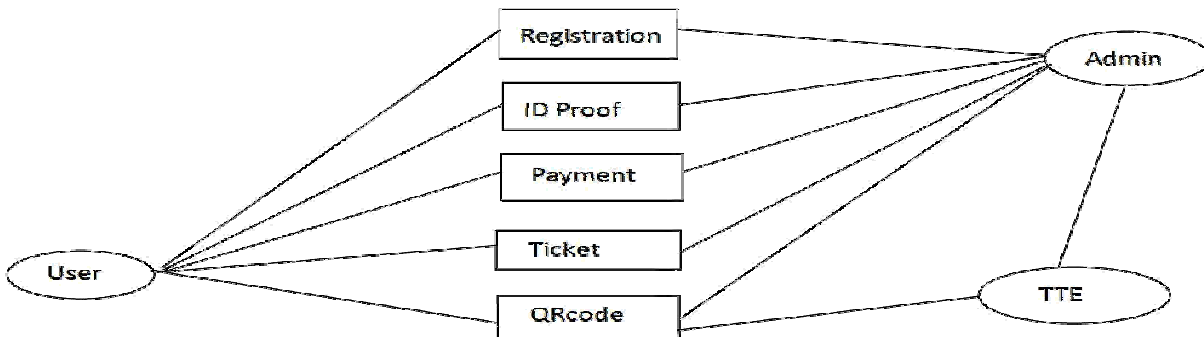 Registration
Admin
ID Proof
Payment
Ticket
User
TTE
QRcode